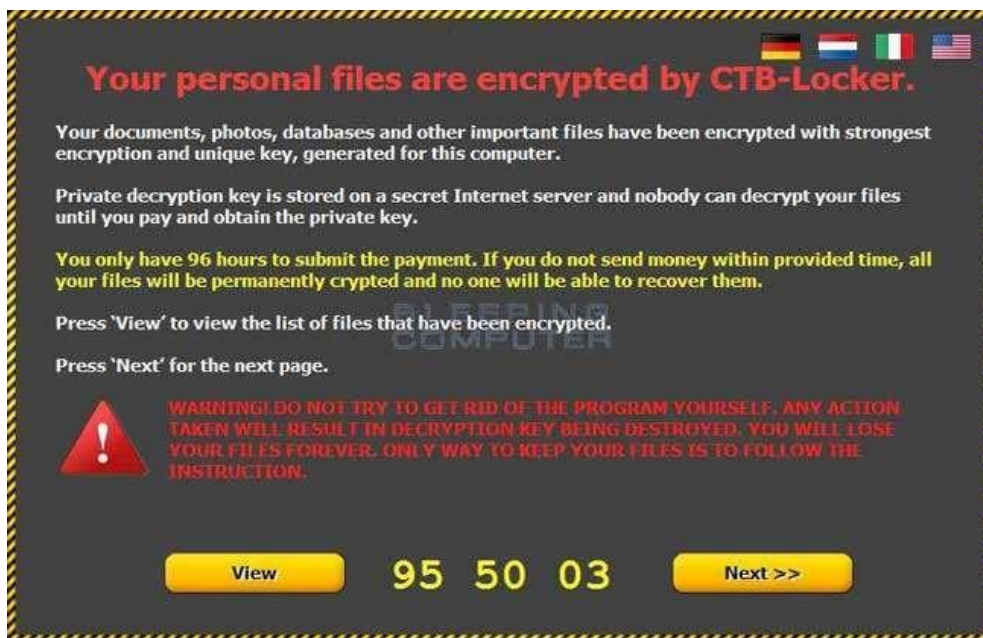 Your personal files are encrypted by CTB-Locker.
Your documents, photos, databases and other important files have been encrypted with strongest
encryption and unique key, generated for this computer.
Private decryption key is stored on a secret Internet server and nobody can decrypt your files
until you pay and obtain the private key.
You only have 96 hours to submit the payment. If you do not send money within provided time, all
your files will be permanently crypted and no one will be able to recover them.
Press `View' to view the list of files that have been encrypted.
BLEEPING
COMPUTER
Press `Next' for the next page.
WARNING! DO NOT TRY TO GET RID OF THE PROGRAM YOURSELF. ANY ACTION
TAKEN WILL RESULT IN DECRYPTION KEY BEING DESTROYED. YOU WILL LOSE
YOUR FILES FOREVER. ONLY WAY TO KEEP YOUR FILES IS TO FOLLOW THE
INSTRUCTION.
View 95 50 03 Next >>